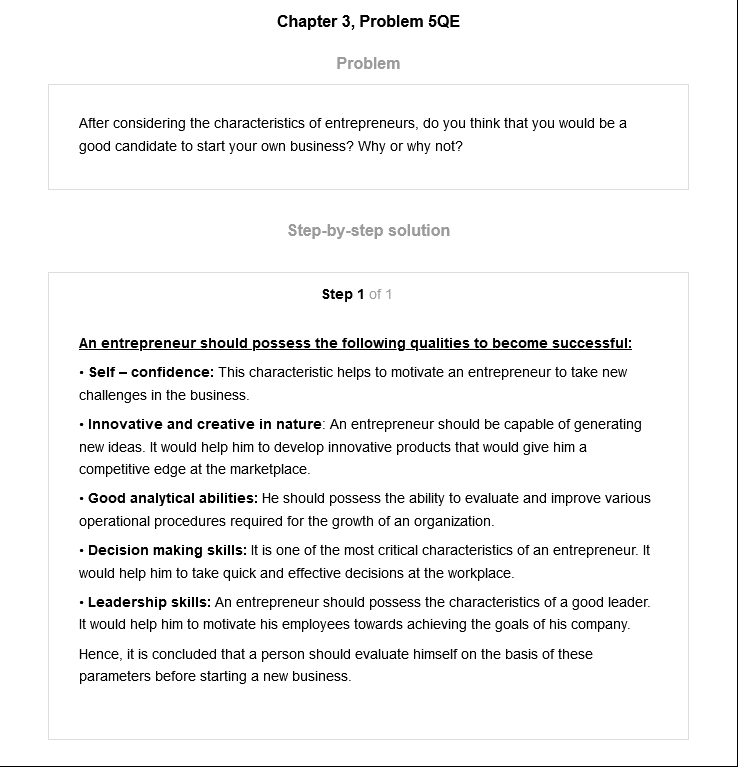 Chapter 3, Problem 5QE
Problem
After considering the characteristics of entrepreneurs, do you think that you would be a
good candidate to start your own business? Why or why not?
Step-by-step solution
Step 1 of 1
An entrepreneur should possess the following qualities to become successful:
• Self – confidence: This characteristic helps to motivate an entrepreneur to take new
challenges in the business.
• Innovative and creative in nature: An entrepreneur should be capable of generating
new ideas. It would help him to develop innovative products that would give him a
competitive edge at the marketplace.
• Good analytical abilities: He should possess the ability to evaluate and improve various
operational procedures required for the growth of an organization.
• Decision making skills: It is one of the most critical characteristics of an entrepreneur. It
would help him to take quick and effective decisions at the workplace.
• Leadership skills: An entrepreneur should possess the characteristics of a good leader.
It would help him to motivate his employees towards achieving the goals of his company.
Hence, it is concluded that a person should evaluate himself on the basis of these
parameters before starting a new business.